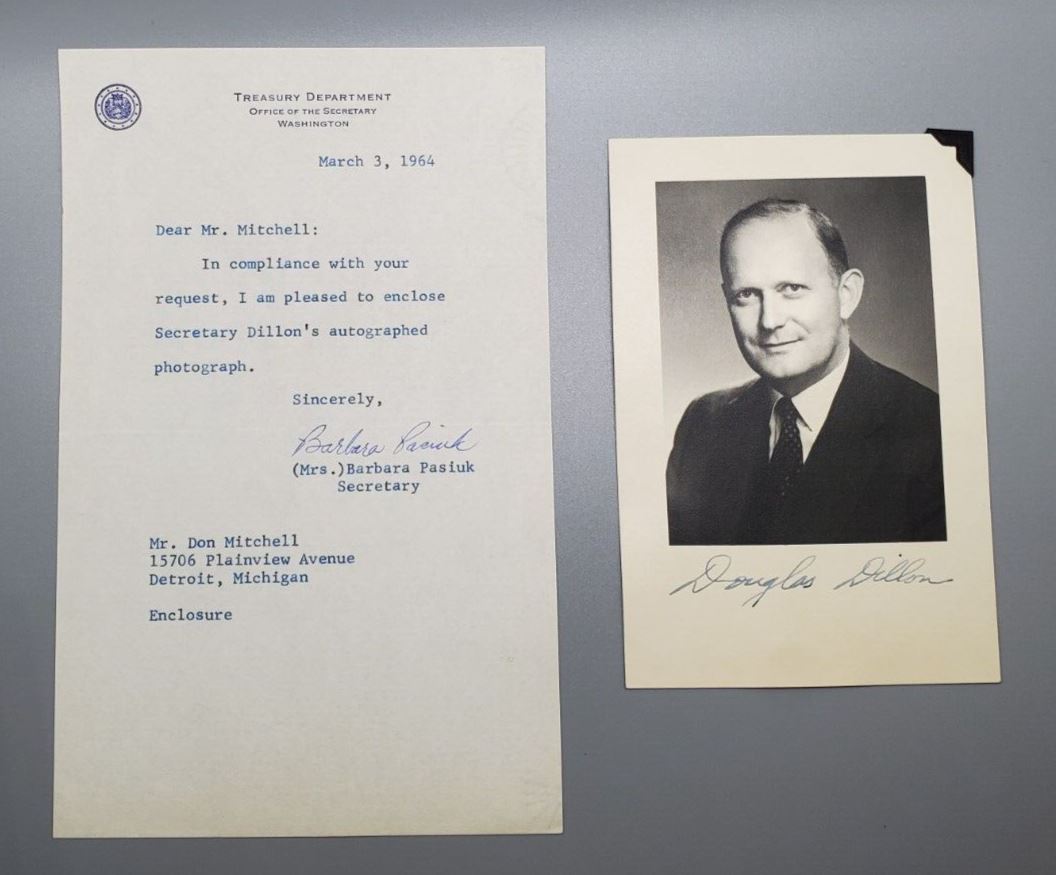 TREASURY DEPARTMENT
OFFICE OF THE SECRETARY
WASHINGTON
March 3, 1964
Dear Mr. Mitchell:
In compliance with your
request, I am pleased to enclose
Secretary Dillon's autographed
photograph.
Sincerely,
Barbara Pasiuk
(Mrs.)Barbara Pasiuk
Secretary
Mr. Don Mitchell
15706 Plainview Avenue
Detroit, Michigan
Enclosure
Douglas Dillon